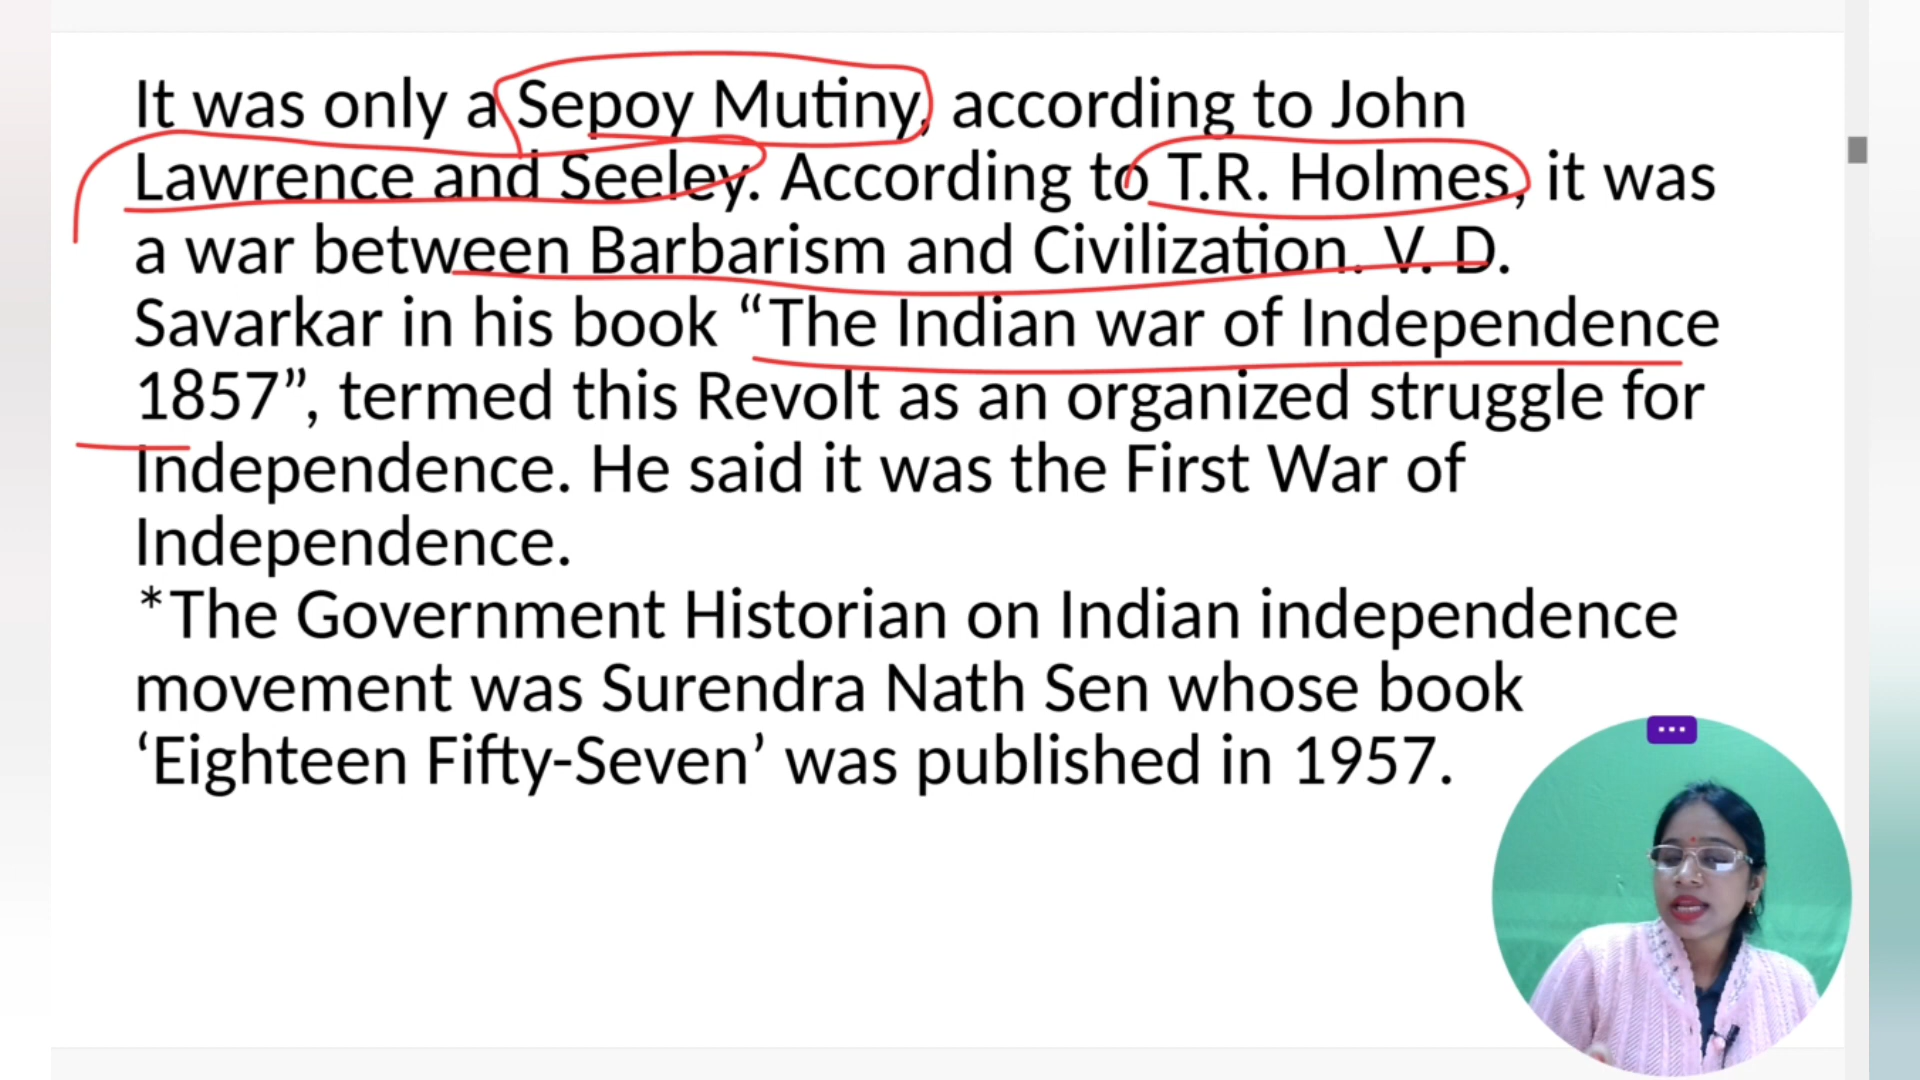 It was only a Sepoy Mutiny, according to John
Lawrence and Seeley. According to T.R. Holmes, it was
a war between Barbarism and Civilization. V. D.
Savarkar in his book “The Indian war of Independence
1857”, termed this Revolt as an organized struggle for
Independence. He said it was the First War of
Independence.
*The Government Historian on Indian independence
movement was Surendra Nath Sen whose book
‘Eighteen Fifty-Seven’ was published in 1957.